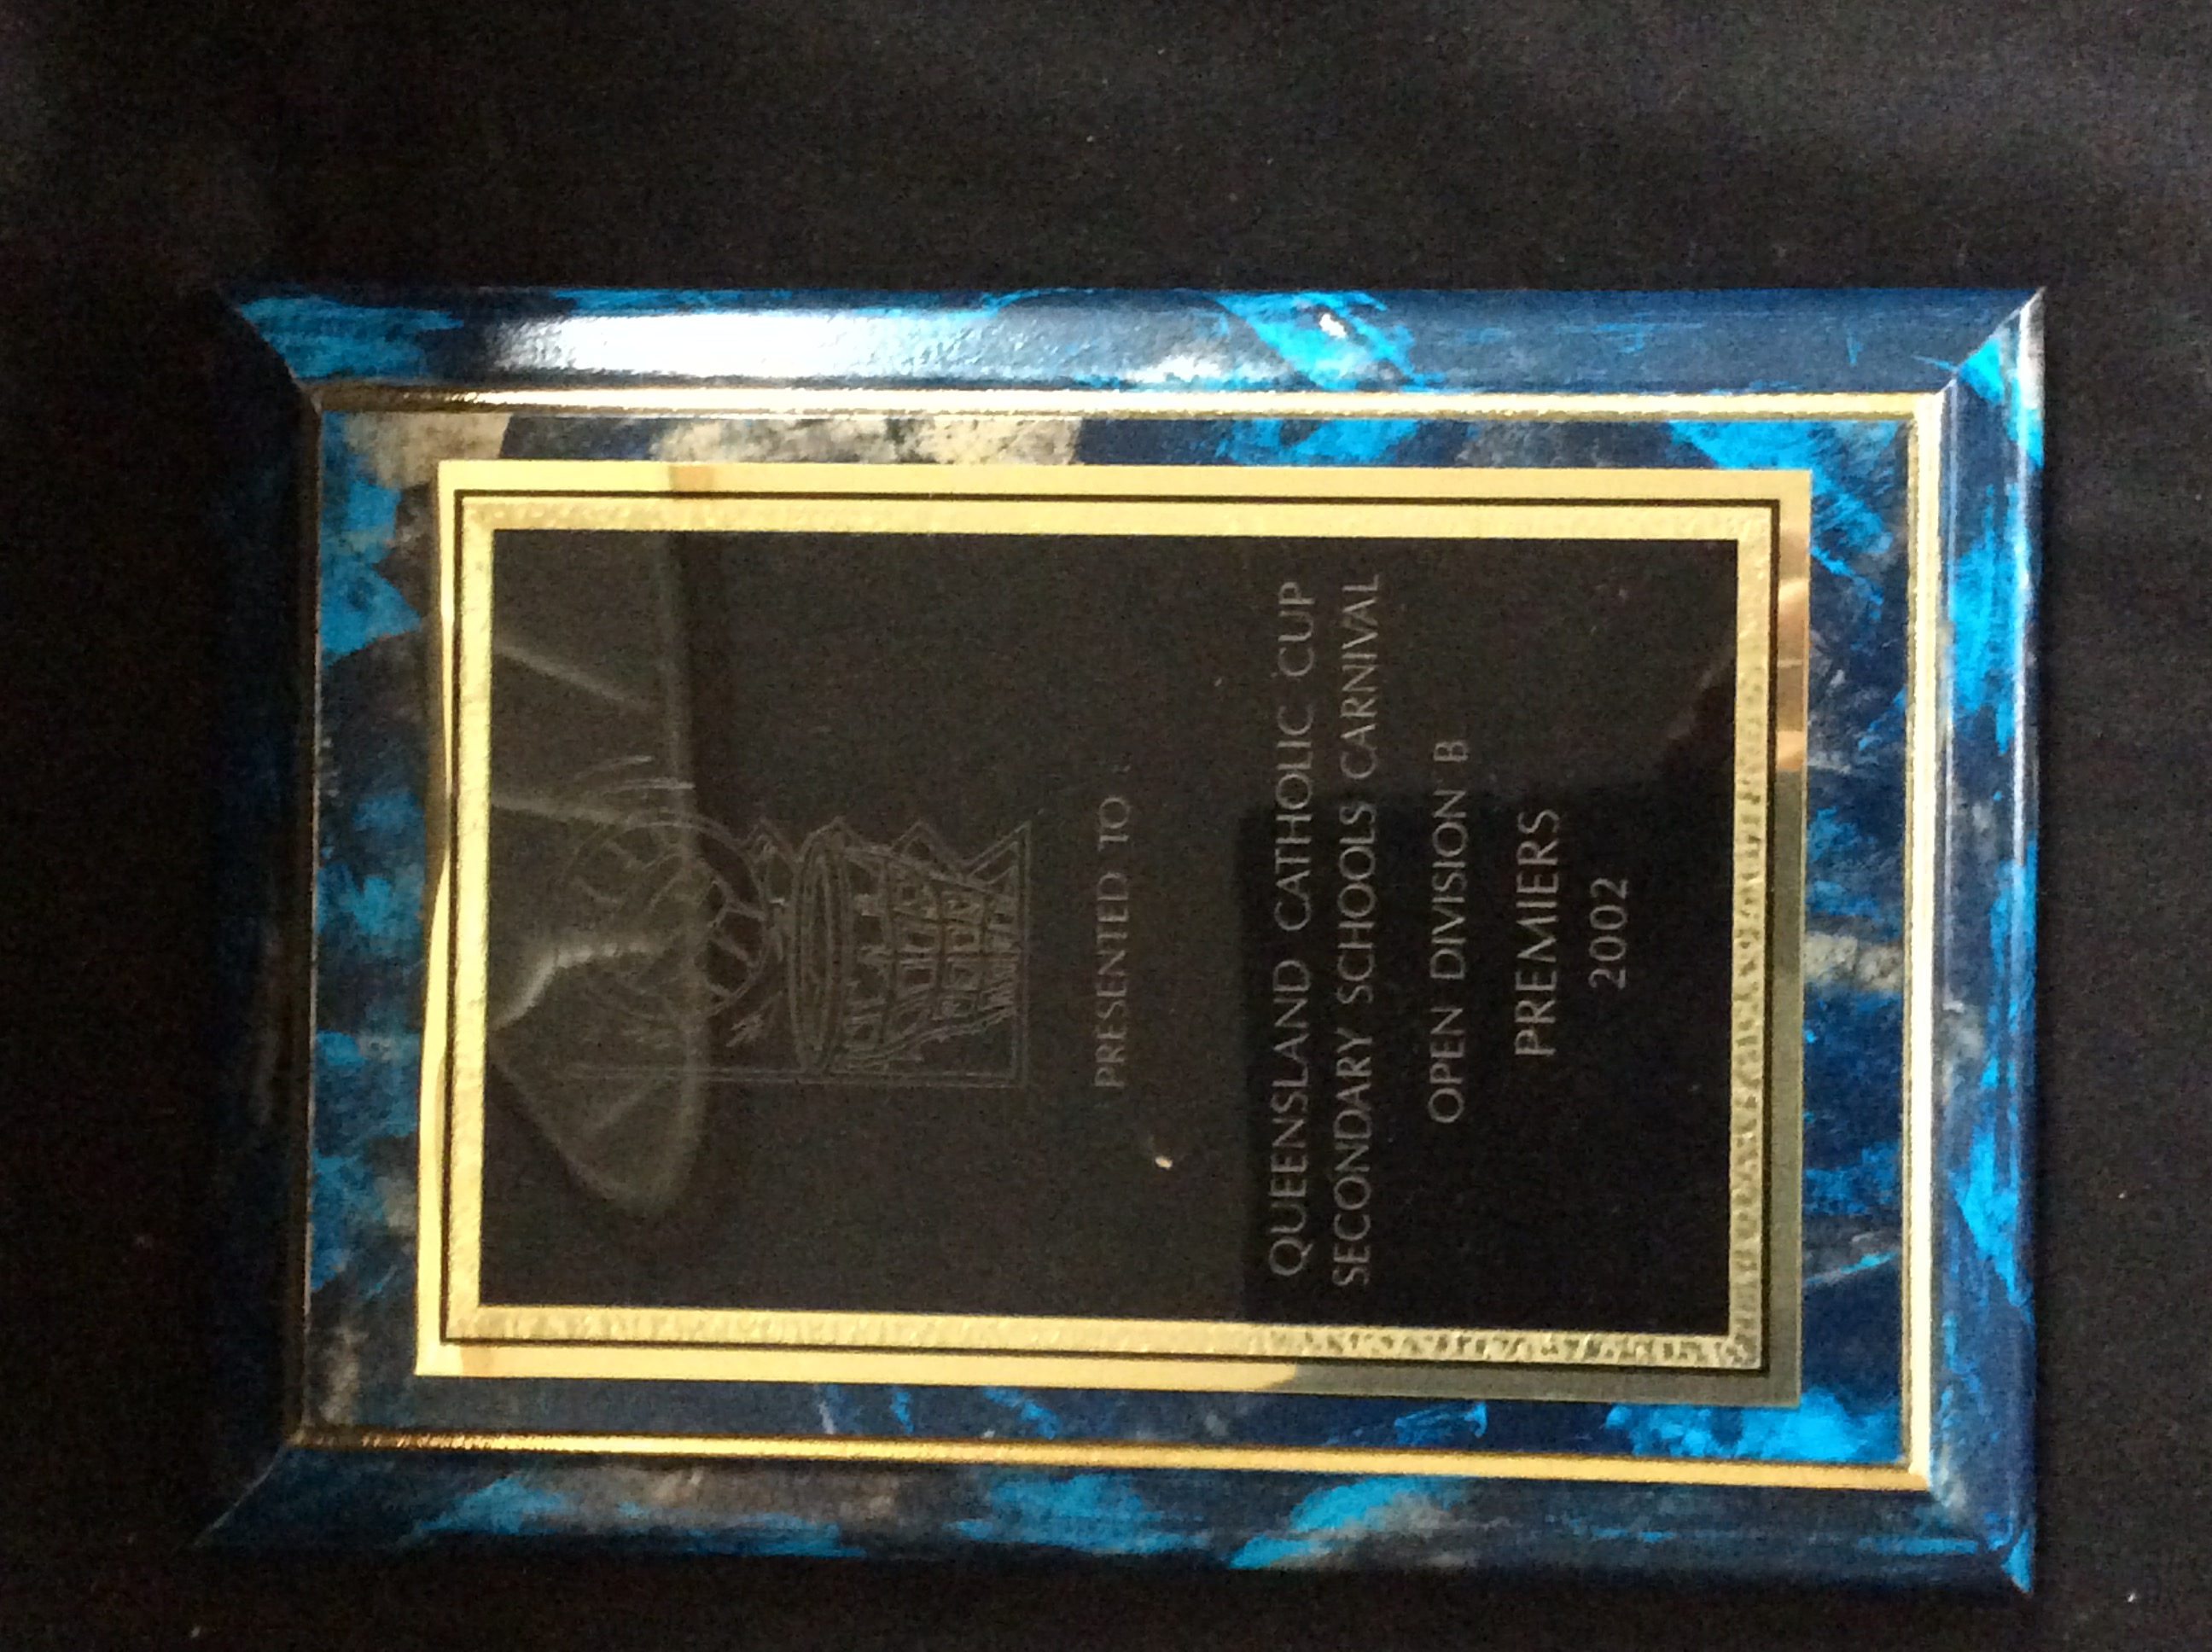 PRESENTED TO :
QUEENSLAND CATHOLIC CUP
SECONDARY SCHOOLS CARNIVAL
OPEN DIVISION B
PREMIERS
2002